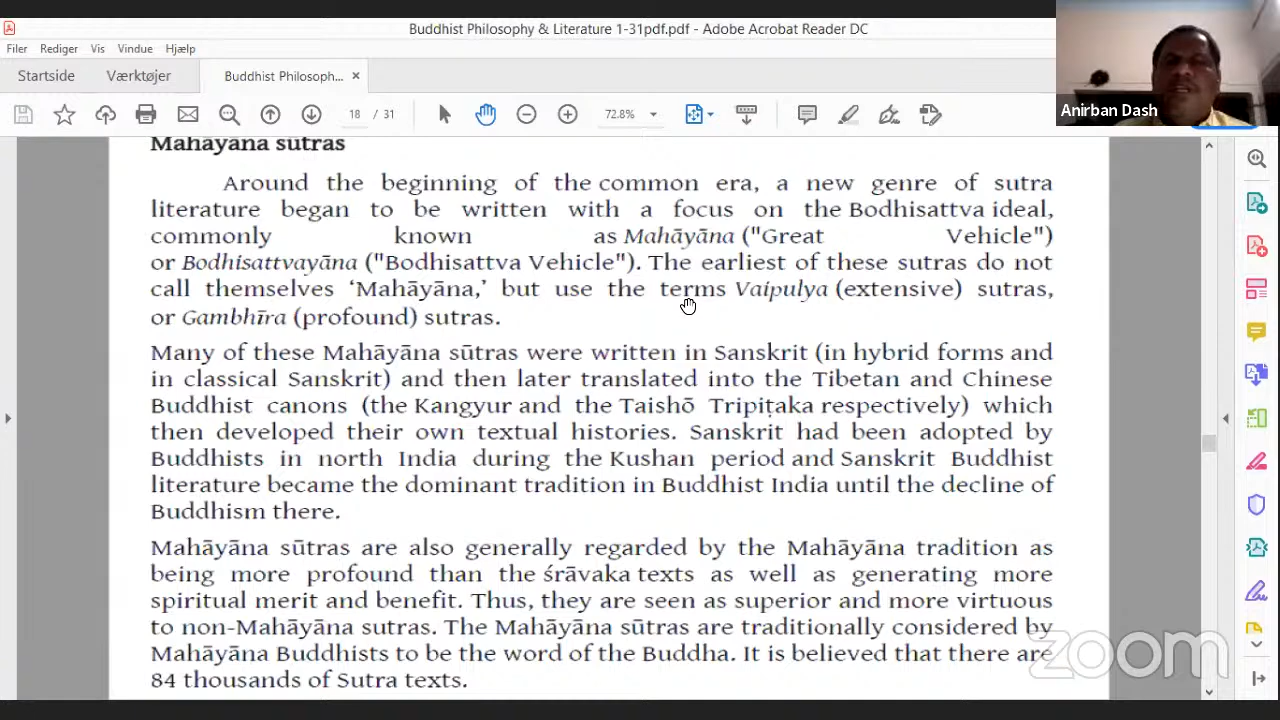 Buddhist Philosophy & Literature 1-31pdf.pdf - Adobe Acrobat Reader DC
Filer Rediger Vis Vindue Hjælp
Startside Værktøjer Buddhist Philosoph... ×
18 / 31 72.8%
Anirban Dash
Mahāyāna sūtras
Around the beginning of the common era, a new genre of sutra
literature began to be written with a focus on the Bodhisattva ideal,
commonly known as Mahāyāna ("Great Vehicle")
or Bodhisattvayāna ("Bodhisattva Vehicle"). The earliest of these sutras do not
call themselves ‘Mahāyāna,’ but use the terms Vaipulya (extensive) sutras,
or Gambhīra (profound) sutras.
Many of these Mahāyāna sūtras were written in Sanskrit (in hybrid forms and
in classical Sanskrit) and then later translated into the Tibetan and Chinese
Buddhist canons (the Kangyur and the Taishō Tripiṭaka respectively) which
then developed their own textual histories. Sanskrit had been adopted by
Buddhists in north India during the Kushan period and Sanskrit Buddhist
literature became the dominant tradition in Buddhist India until the decline of
Buddhism there.
Mahāyāna sūtras are also generally regarded by the Mahāyāna tradition as
being more profound than the śrāvaka texts as well as generating more
spiritual merit and benefit. Thus, they are seen as superior and more virtuous
to non-Mahāyāna sutras. The Mahāyāna sūtras are traditionally considered by
Mahāyāna Buddhists to be the word of the Buddha. It is believed that there are
84 thousands of Sutra texts.
zoom